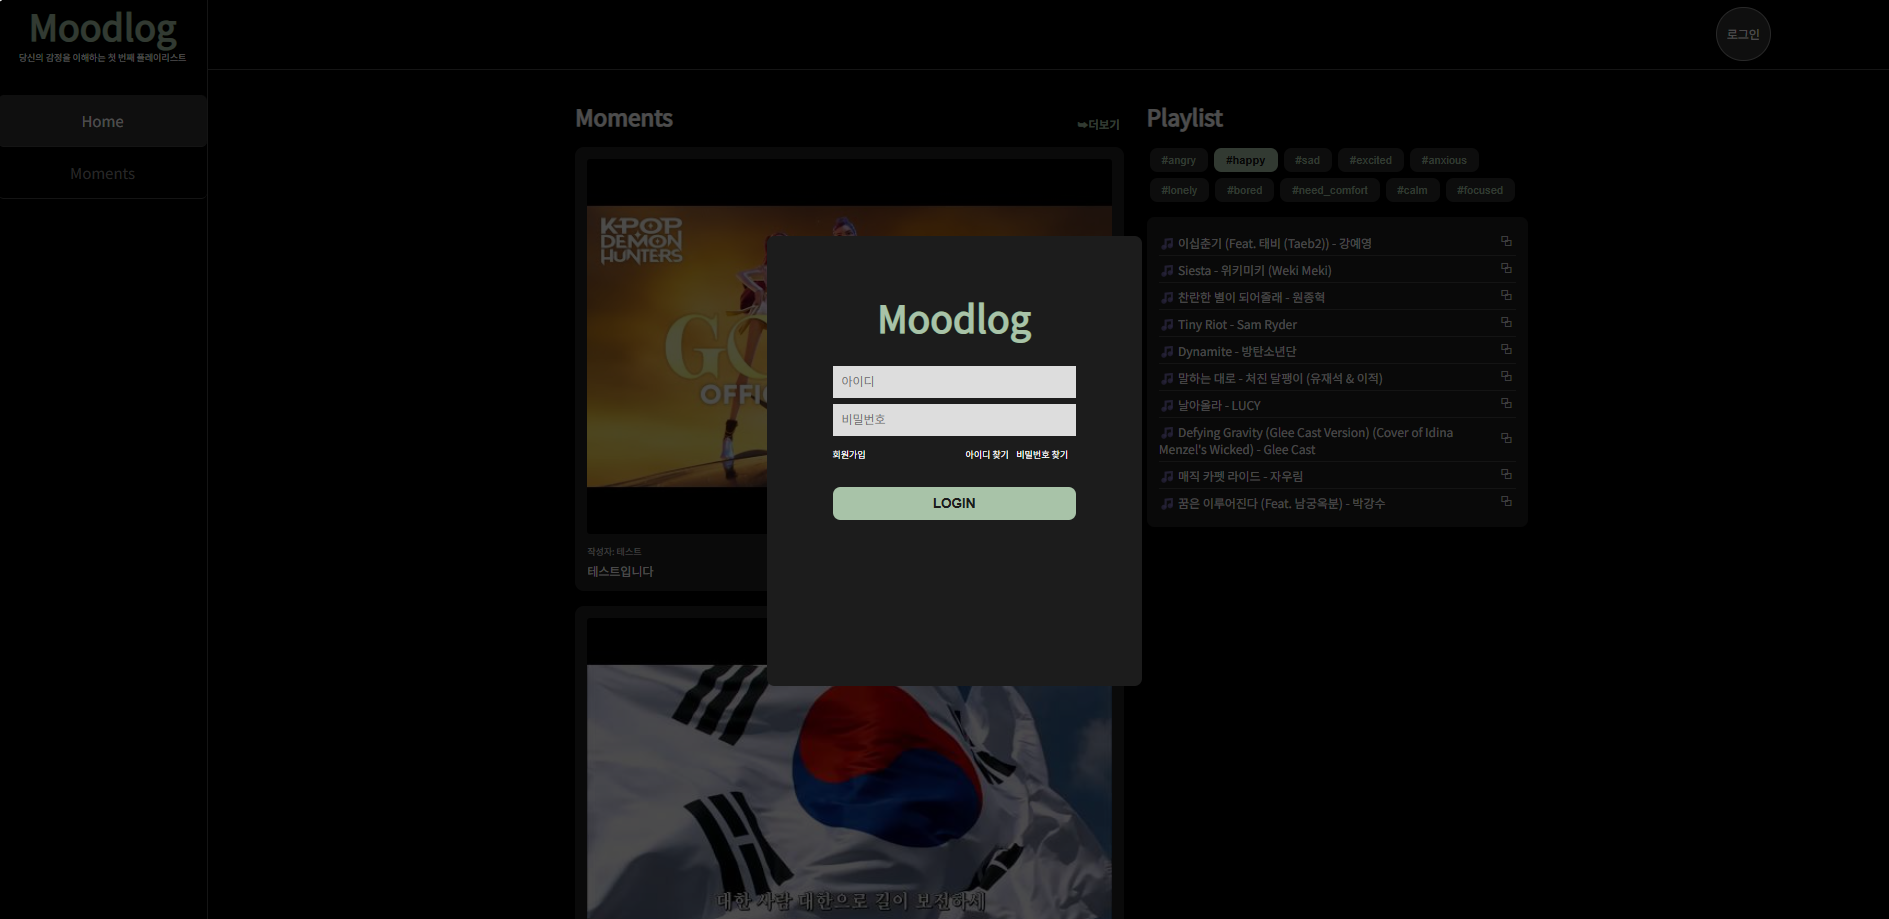 Moodlog
당신의 감정을 이해하는 첫 번째 플레이리스트
로그인
Home
Moments
Moments
➥더보기
K-POP
DEMON
HUNTERS
GO
OFFIC
작성자: 테스트
테스트입니다
대한 사람 대한으로 길이 보전하세
Playlist
#angry #happy #sad #excited #anxious
#lonely #bored #need_comfort #calm #focused
🎵 이십춘기 (Feat. 태비 (Taeb2)) - 강예영
🎵 Siesta - 위키미키 (Weki Meki)
🎵 찬란한 별이 되어줄래 - 원종혁
🎵 Tiny Riot - Sam Ryder
🎵 Dynamite - 방탄소년단
🎵 말하는 대로 - 처진 달팽이 (유재석 & 이적)
🎵 날아올라 - LUCY
🎵 Defying Gravity (Glee Cast Version) (Cover of Idina
Menzel's Wicked) - Glee Cast
🎵 매직 카펫 라이드 - 자우림
🎵 꿈은 이루어진다 (Feat. 남궁옥분) - 박강수
Moodlog
아이디
비밀번호
회원가입 아이디 찾기 비밀번호 찾기
LOGIN